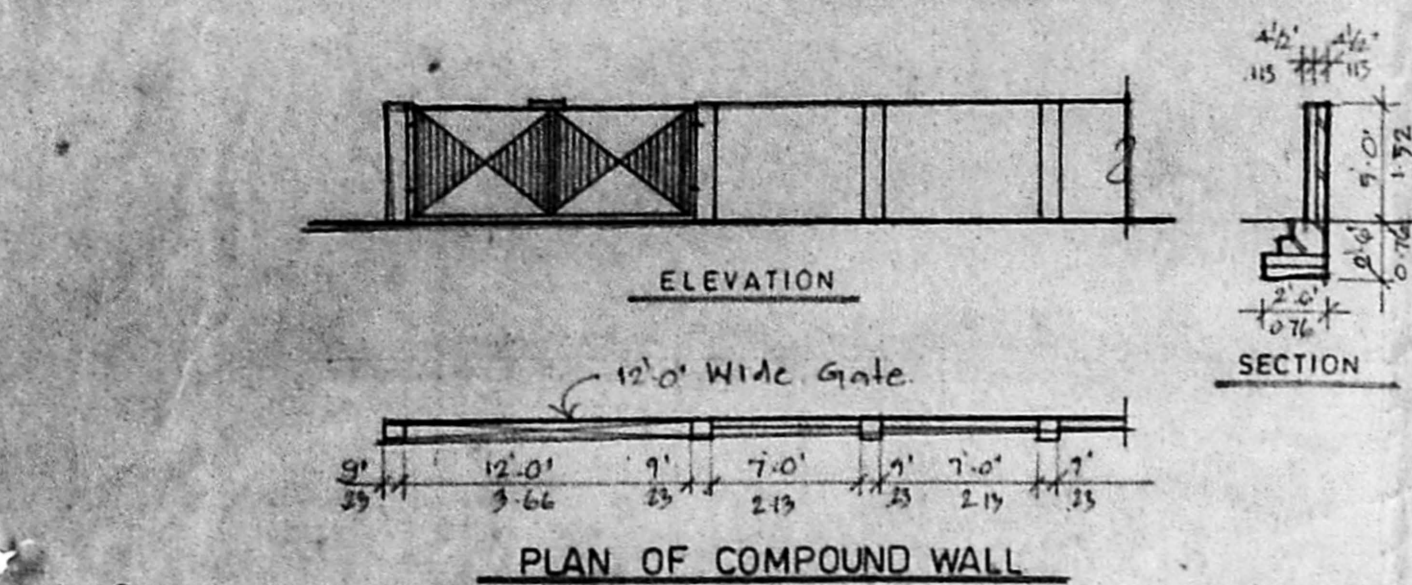 4½" 4½"
.115 .115
5'.0"
1.52
2'.6"
0.76
ELEVATION
2'.0"
0.76
SECTION
12'.0" Wide Gate.
9" 12'.0" 9" 7'.0" 9" 7'.0" 9"
.23 3.66 .23 2.13 .23 2.13 .23
PLAN OF COMPOUND WALL